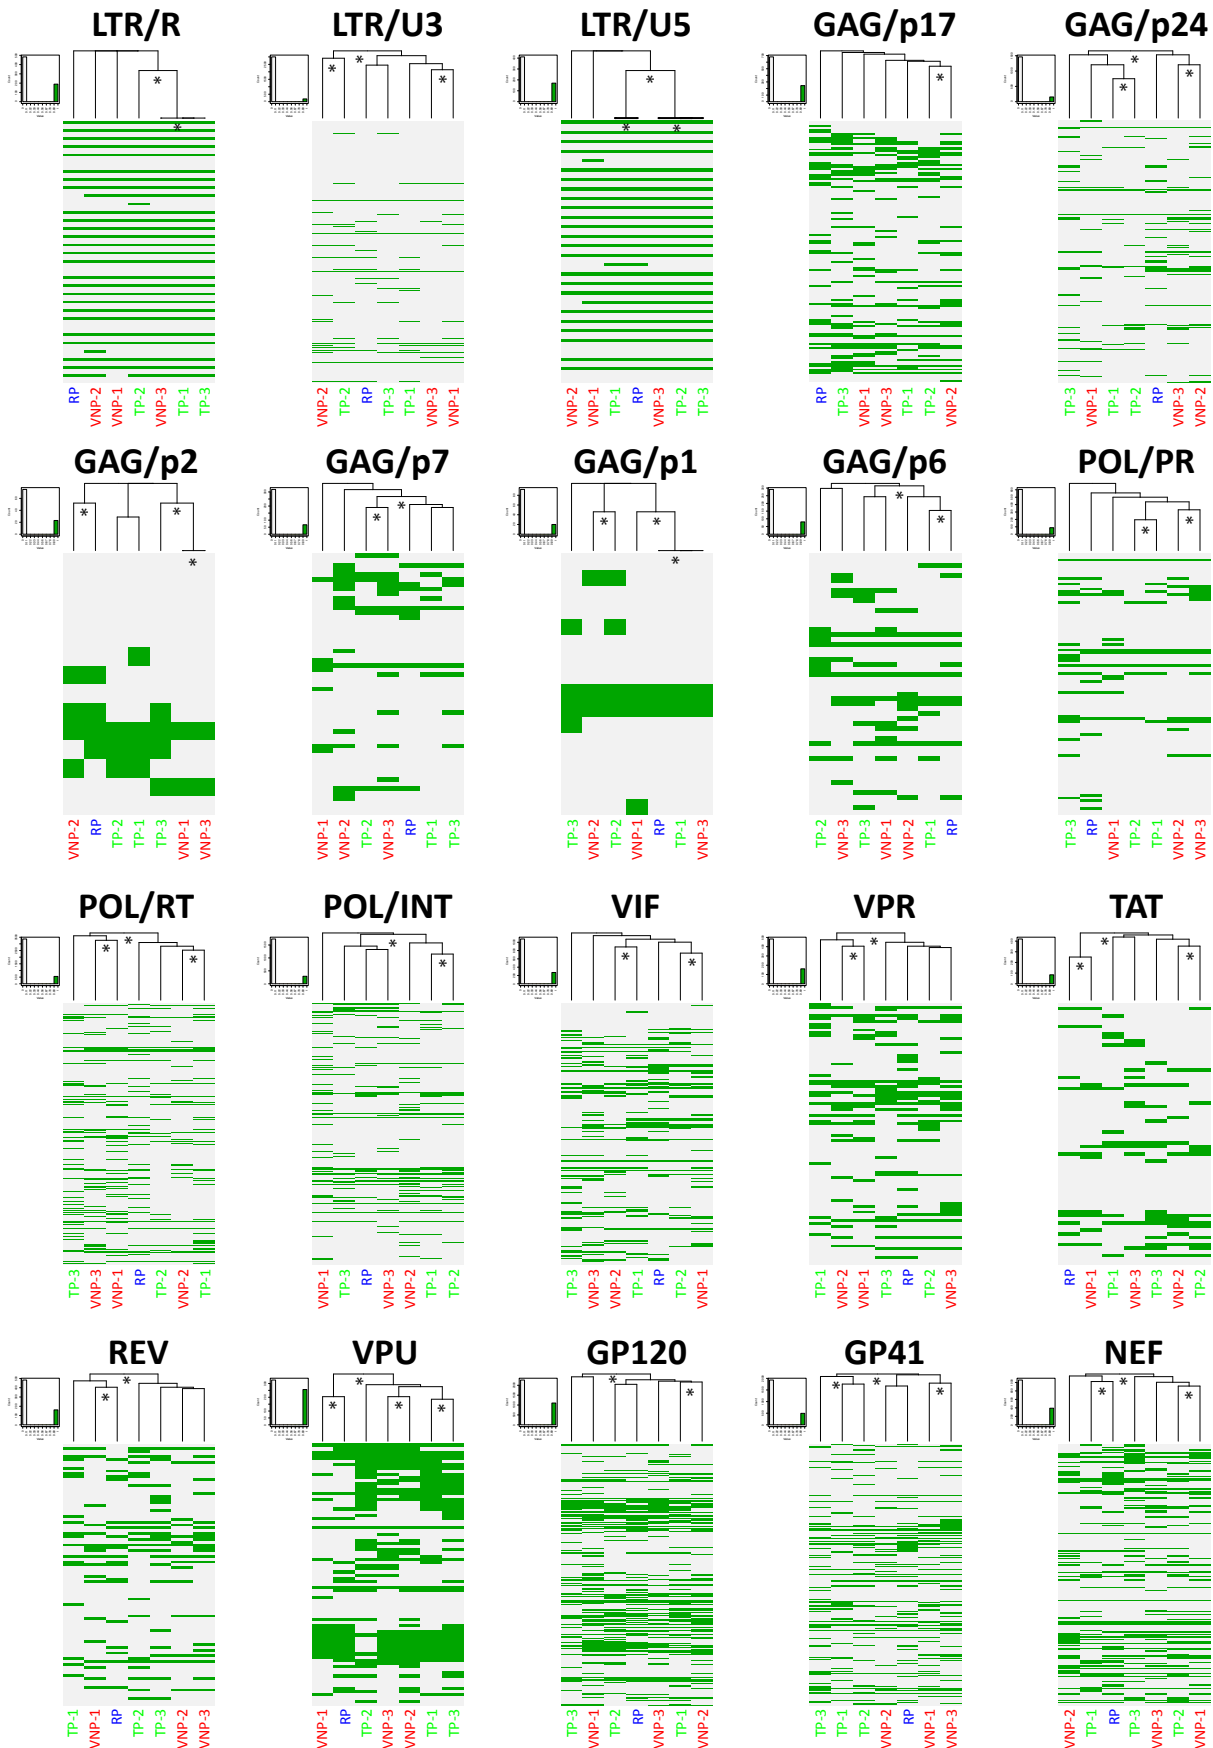 LTR/R LTR/U3 LTR/U5 GAG/p17 GAG/p24
* * * * * * * * * * *
RP VNP-2 VNP-1 TP-2 VNP-3 TP-1 TP-3
VNP-2 TP-2 RP TP-3 TP-1 VNP-3 VNP-1
VNP-2 VNP-1 TP-1 RP VNP-3 TP-2 TP-3
RP TP-3 VNP-1 VNP-3 TP-1 TP-2 VNP-2
TP-3 VNP-1 TP-1 TP-2 RP VNP-3 VNP-2
GAG/p2 GAG/p7 GAG/p1 GAG/p6 POL/PR
* * * * * * * * * * * *
VNP-2 RP TP-2 TP-1 TP-3 VNP-1 VNP-3
VNP-1 VNP-2 TP-2 VNP-3 RP TP-1 TP-3
TP-3 VNP-2 TP-2 VNP-1 RP TP-1 VNP-3
TP-2 VNP-3 TP-3 VNP-1 VNP-2 TP-1 RP
TP-3 RP VNP-1 TP-2 TP-1 VNP-2 VNP-3
POL/RT POL/INT VIF VPR TAT
* * * * * * * * * * * *
TP-3 VNP-3 VNP-1 RP TP-2 VNP-2 TP-1
VNP-1 TP-3 RP VNP-3 VNP-2 TP-1 TP-2
TP-3 VNP-3 VNP-2 TP-1 RP TP-2 VNP-1
TP-1 VNP-2 VNP-1 TP-3 RP TP-2 VNP-3
RP VNP-1 TP-1 VNP-3 TP-3 VNP-2 TP-2
REV VPU GP120 GP41 NEF
* * * * * * * * * * * * * *
TP-1 VNP-1 RP TP-2 TP-3 VNP-2 VNP-3
VNP-1 RP TP-2 VNP-3 VNP-2 TP-1 TP-3
TP-3 VNP-1 TP-2 RP VNP-3 TP-1 VNP-2
TP-3 TP-1 TP-2 VNP-2 RP VNP-1 VNP-3
VNP-2 TP-1 RP TP-3 VNP-3 TP-2 VNP-1